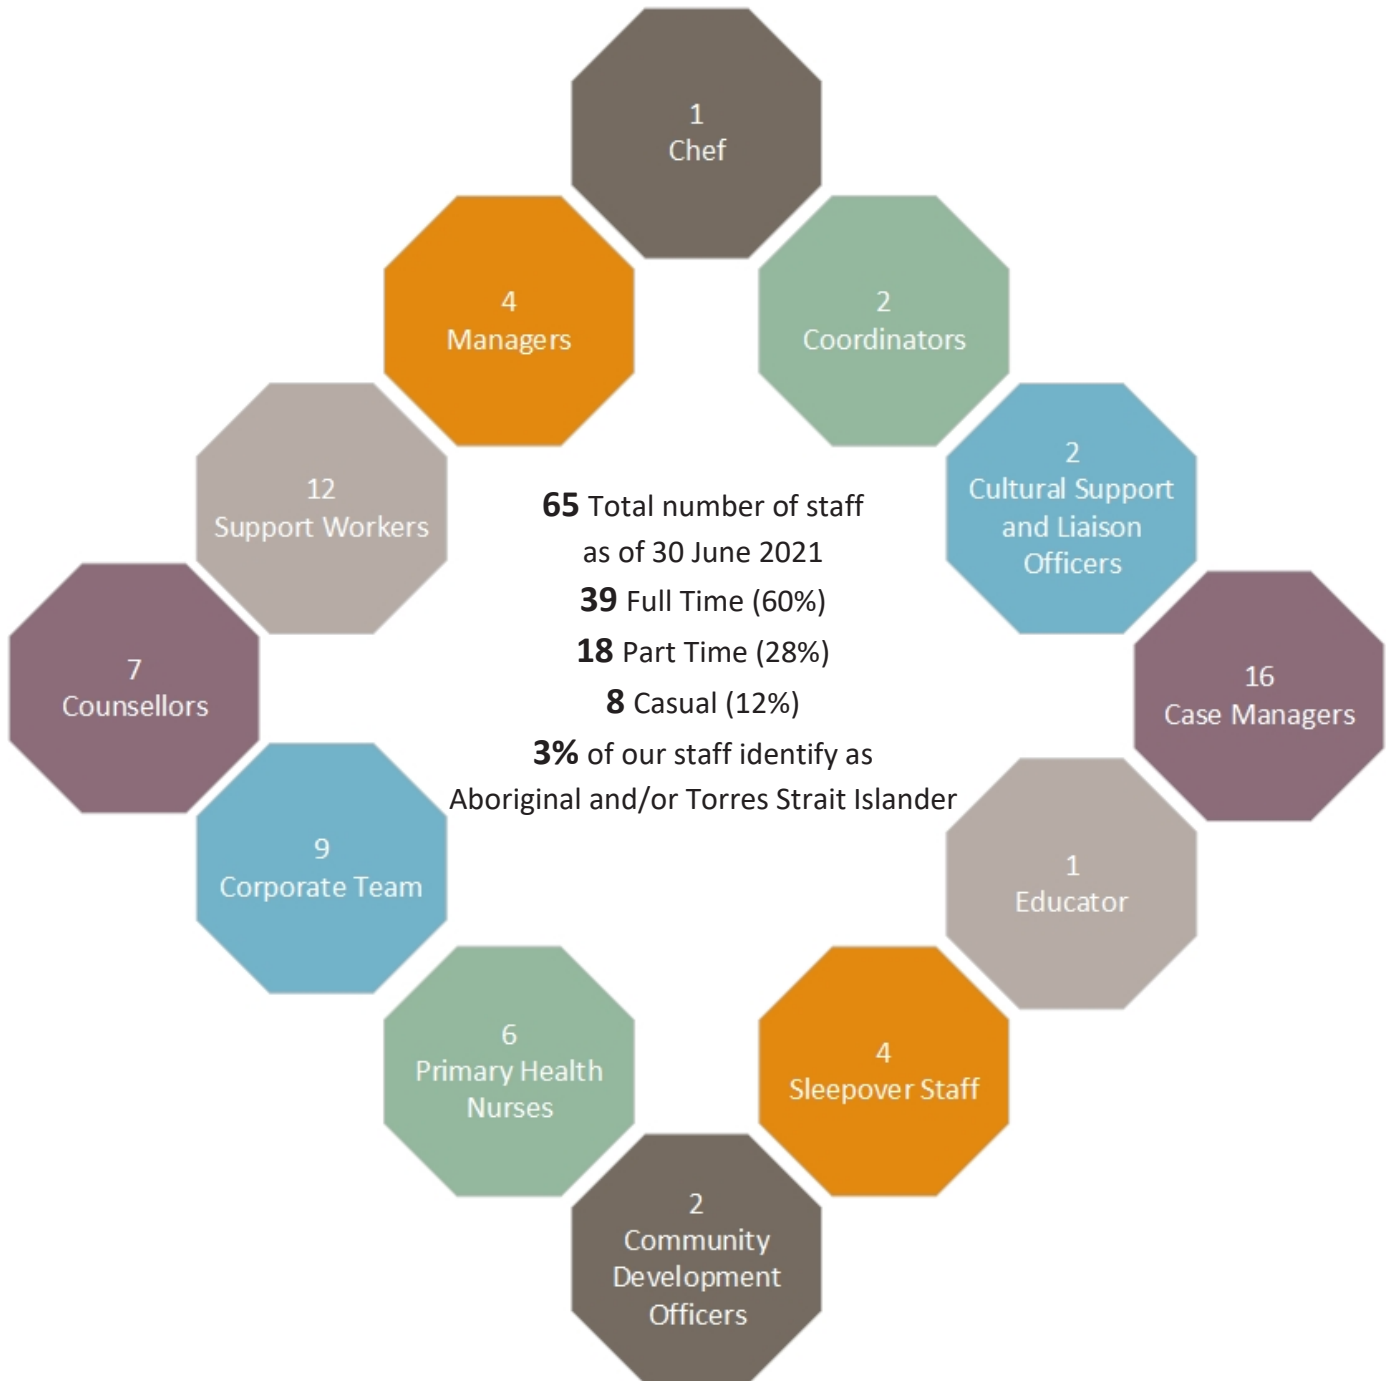 1
Chef
4
Managers
2
Coordinators
12
Support Workers
2
Cultural Support
and Liaison
Officers
65 Total number of staff
as of 30 June 2021
39 Full Time (60%)
18 Part Time (28%)
8 Casual (12%)
3% of our staff identify as
Aboriginal and/or Torres Strait Islander
7
Counsellors
16
Case Managers
9
Corporate Team
1
Educator
6
Primary Health
Nurses
4
Sleepover Staff
2
Community
Development
Officers